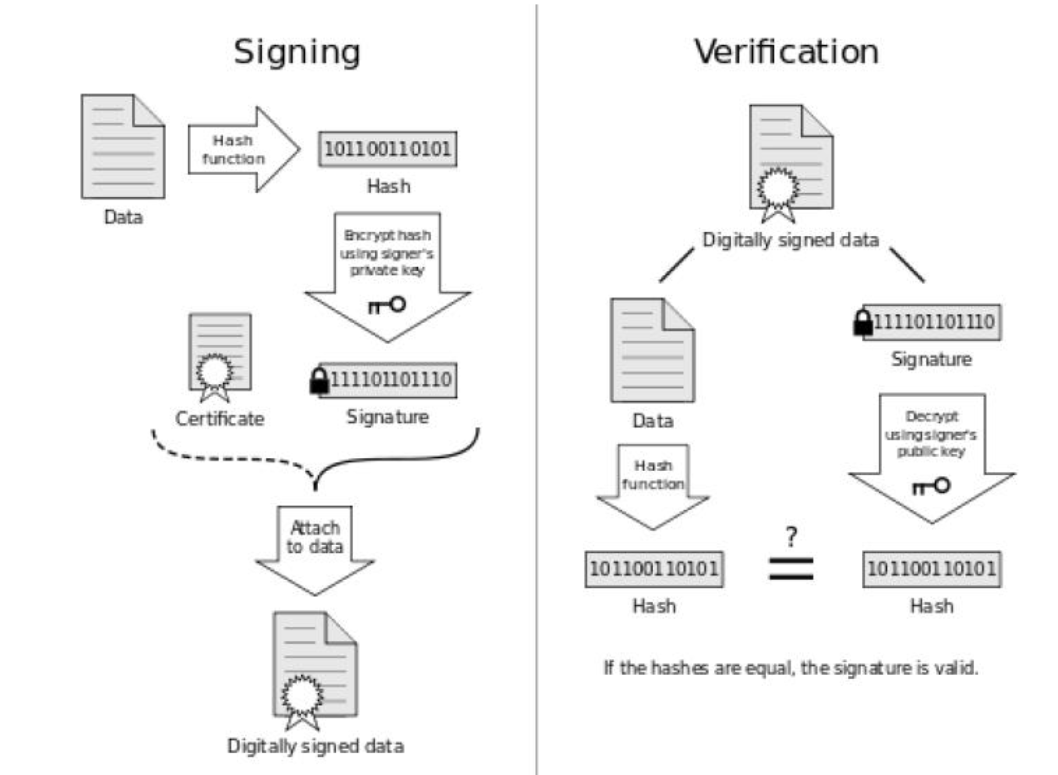 Signing
Data
Hash
function
101100110101
Hash
Encrypt hash
using signer's
private key
Certificate
111101101110
Signature
Attach
to data
Digitally signed data
Verification
Digitally signed data
Data
111101101110
Signature
Hash
function
Decrypt
using signer's
public key
101100110101
Hash
?
=
101100110101
Hash
If the hashes are equal, the signature is valid.